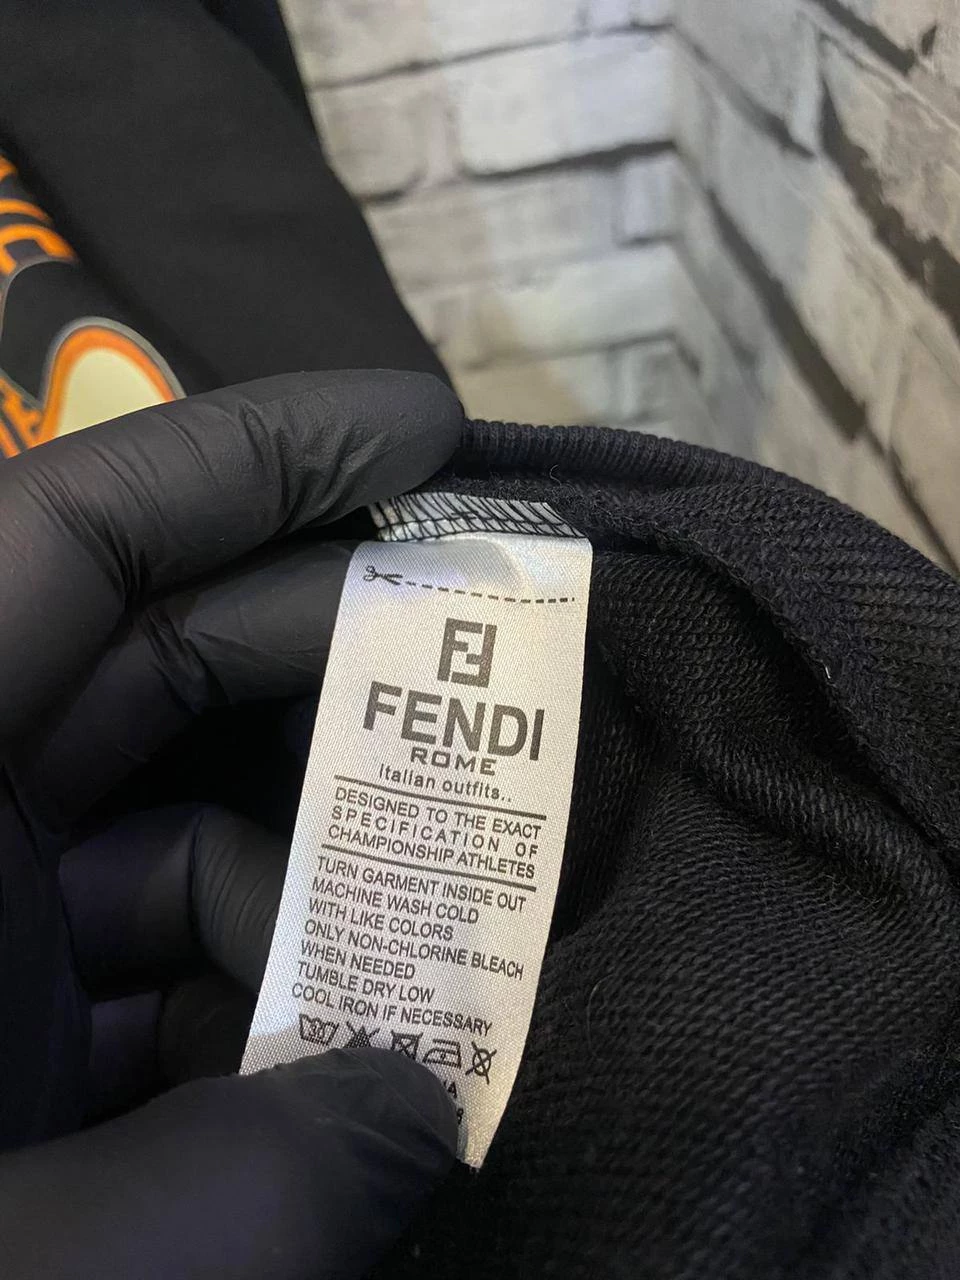 FENDI
ROME
italian outfits..
DESIGNED TO THE EXACT
SPECIFICATION OF
CHAMPIONSHIP ATHLETES
TURN GARMENT INSIDE OUT
MACHINE WASH COLD
WITH LIKE COLORS
ONLY NON-CHLORINE BLEACH
WHEN NEEDED
TUMBLE DRY LOW
COOL IRON IF NECESSARY
30